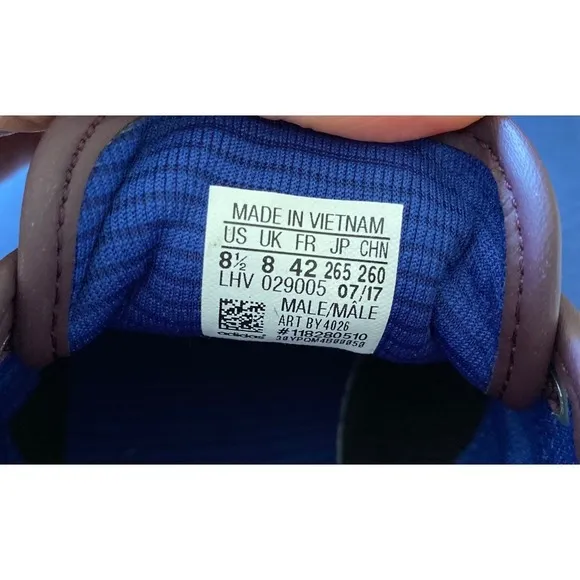 MADE IN VIETNAM
US UK FR JP CHN
8½ 8 42 265 260
LHV 029005 07/17
MALE/MÂLE
ART BY4026
#118280510
adidas